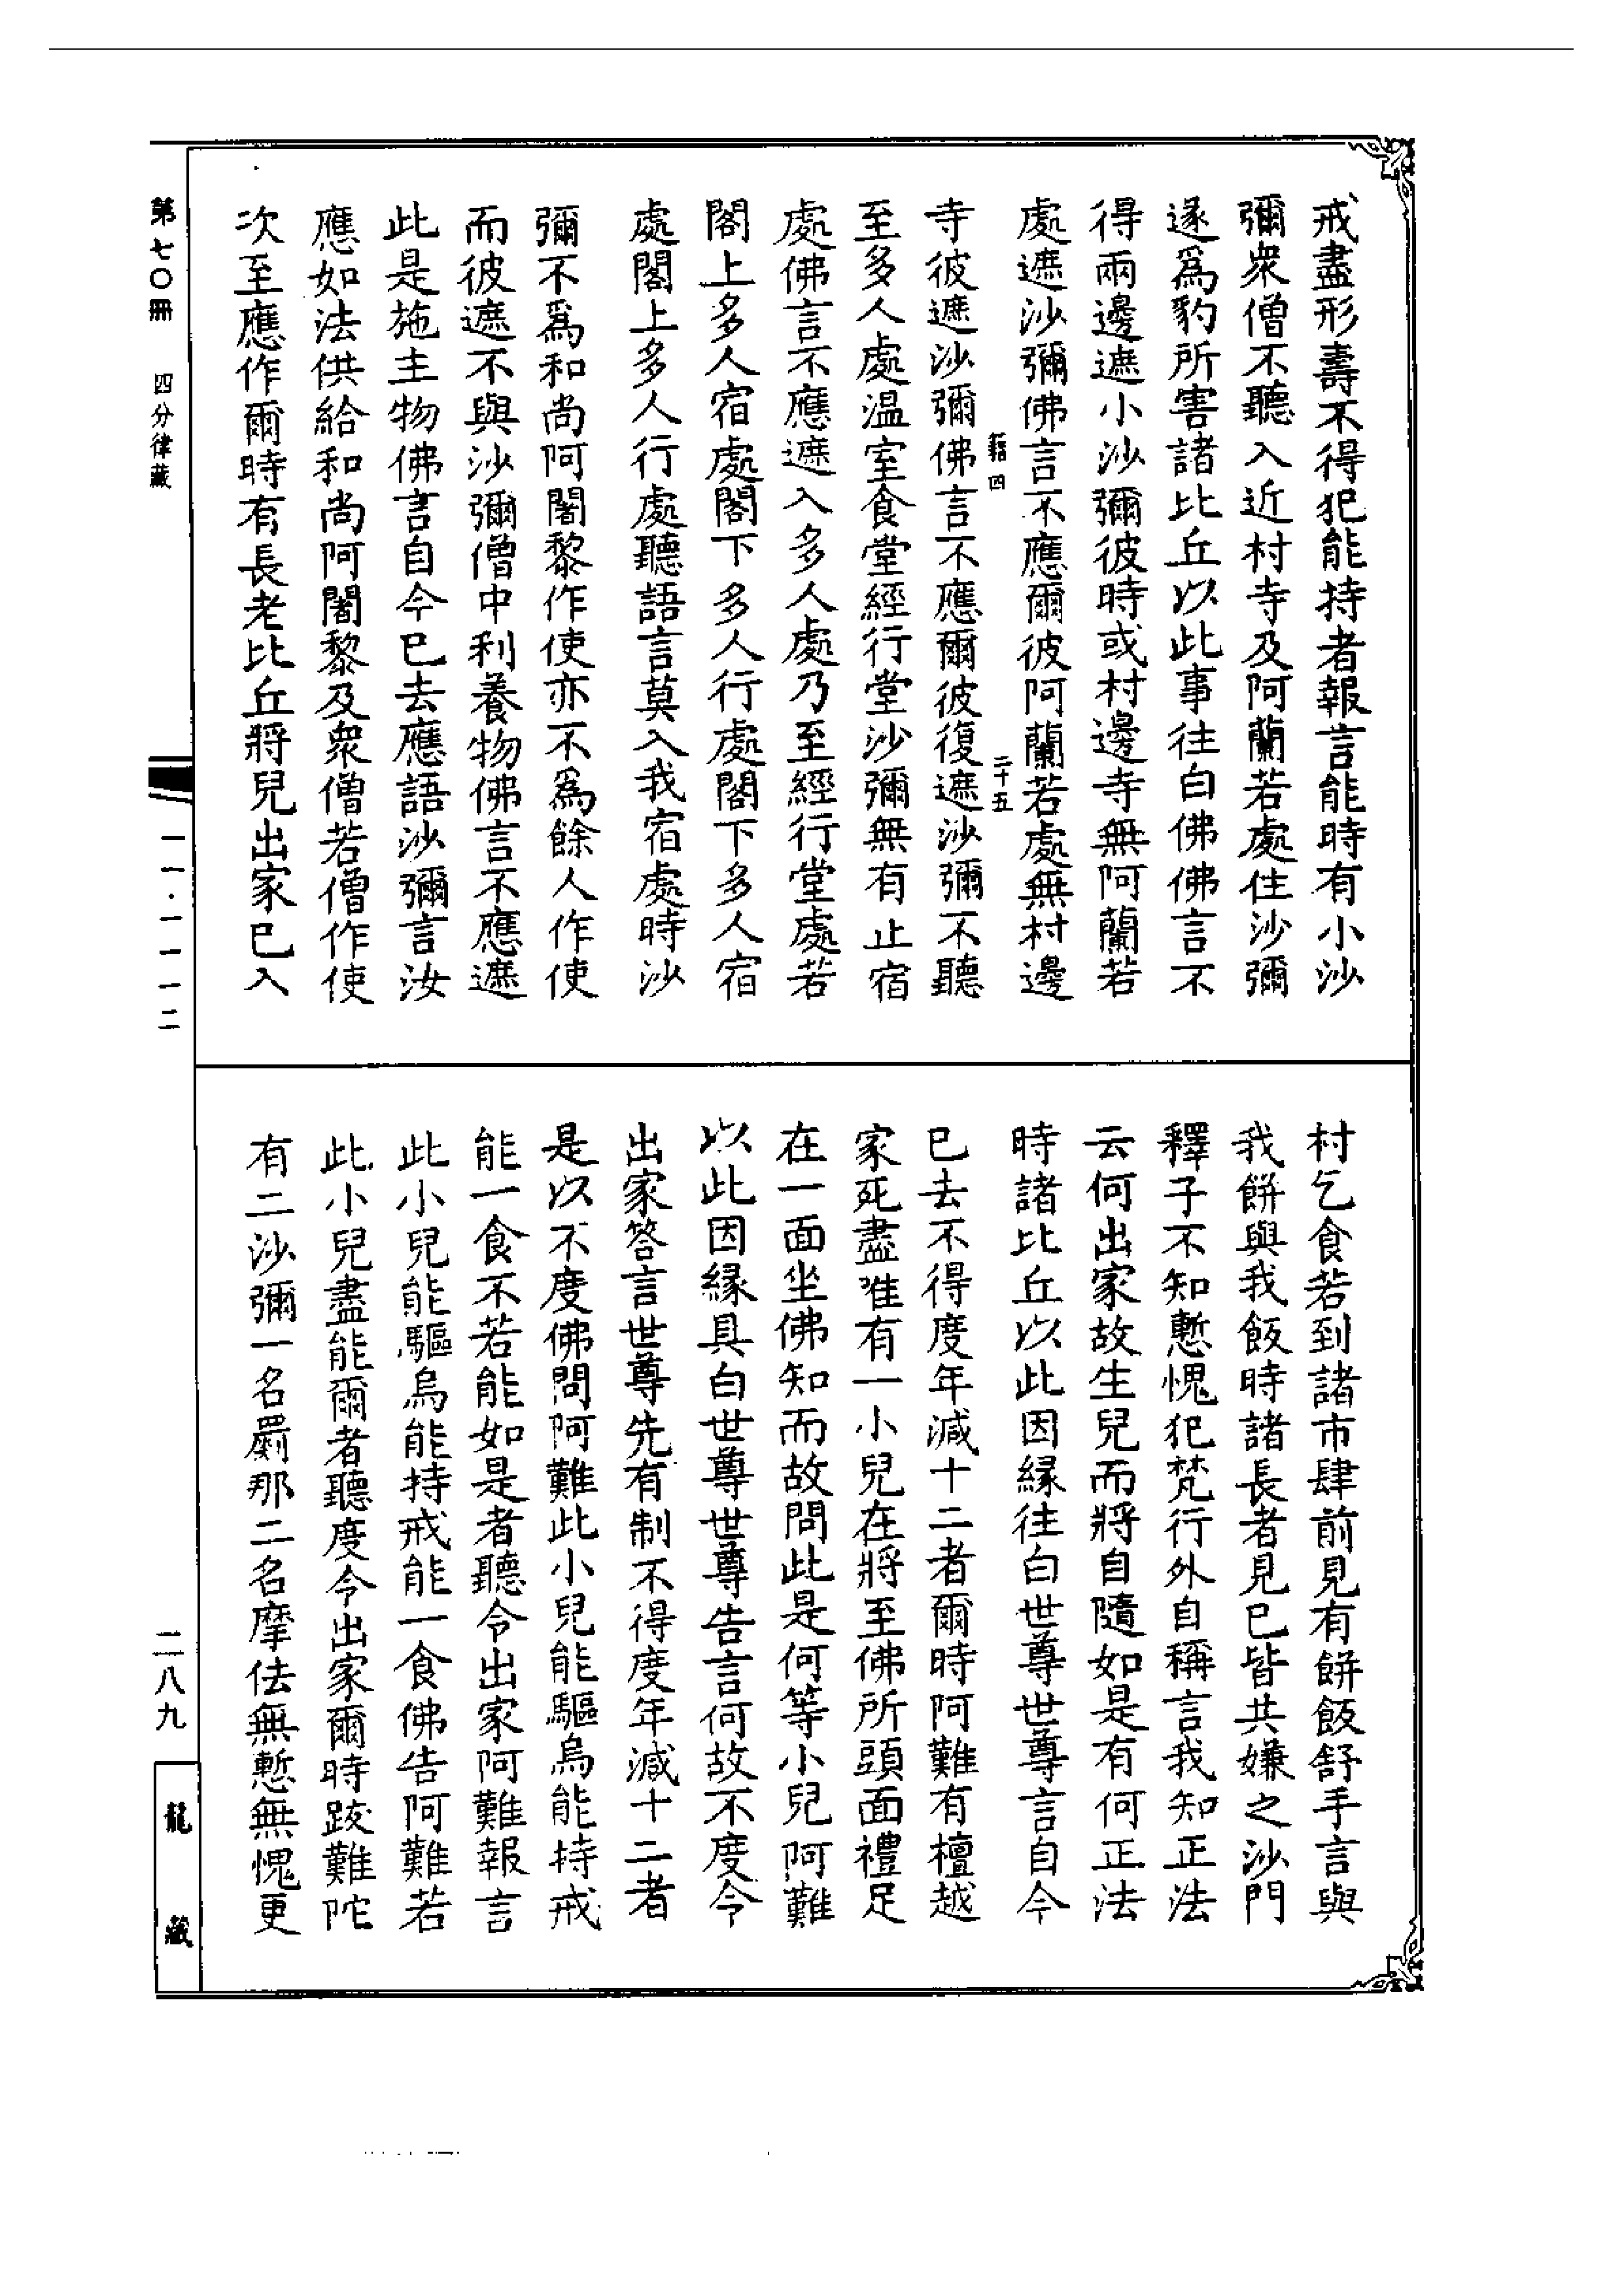 戒盡形壽不得犯能持者報言能時有小沙
彌衆僧不聽入近村寺及阿蘭若處住沙彌
遂爲豹所害諸比丘以此事往白佛佛言不
得兩邊遮小沙彌彼時或村邊寺無阿蘭若
處遮沙彌佛言不應爾彼阿蘭若處無村邊
籍四 二十五
寺彼遮沙彌佛言不應爾彼復遮沙彌不聽
至多人處温室食堂經行堂沙彌無有止宿
處佛言不應遮入多人處乃至經行堂處若
閣上多人宿處閣下多人行處閣下多人宿
處閣上多人行處聽語言莫入我宿處時沙
彌不爲和尚阿闍黎作使亦不爲餘人作使
而彼遮不與沙彌僧中利養物佛言不應遮
此是施主物佛言自今已去應語沙彌言汝
應如法供給和尚阿闍黎及衆僧若僧作使
次至應作爾時有長老比丘將兒出家已入
村乞食若到諸市肆前見有餅飯舒手言與
我餅與我飯時諸長者見已皆共嫌之沙門
釋子不知慙愧犯梵行外自稱言我知正法
云何出家故生兒而將自隨如是有何正法
時諸比丘以此因緣往白世尊世尊言自今
已去不得度年減十二者爾時阿難有檀越
家死盡唯有一小兒在將至佛所頭面禮足
在一面坐佛知而故問此是何等小兒阿難
以此因緣具白世尊世尊告言何故不度令
出家答言世尊先有制不得度年減十二者
是以不度佛問阿難此小兒能驅烏能持戒
能一食不若能如是者聽令出家阿難報言
此小兒能驅烏能持戒能一食佛告阿難若
此小兒盡能爾者聽度令出家爾時跋難陀
有二沙彌一名罽那二名摩佉無慙無愧更
第七〇冊 四分律藏
一一·一一一二
二八九
龍藏